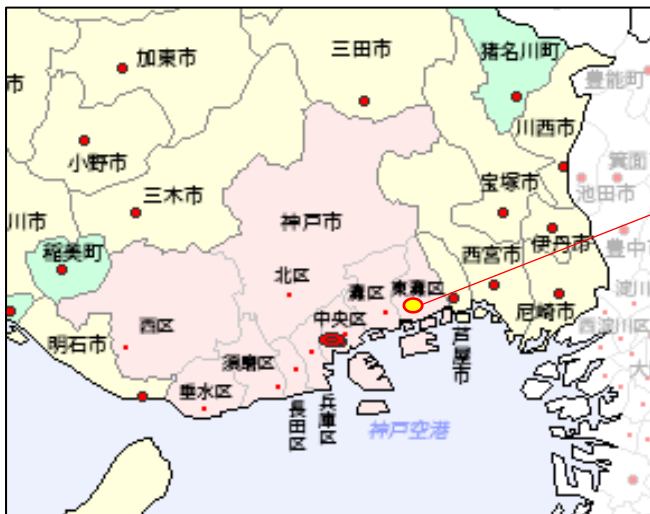 加東市
三田市
猪名川町
豊能町
市
川西市
小野市
箕面
三木市
宝塚市
池田市
神戸市
川市
稲美町
西宮市
伊丹市
豊中市
北区
灘区
東灘区
淀川
中央区
尼崎市
西淀川区
西区
明石市
須磨区
芦屋市
大
垂水区
長田区
兵庫区
神戸空港